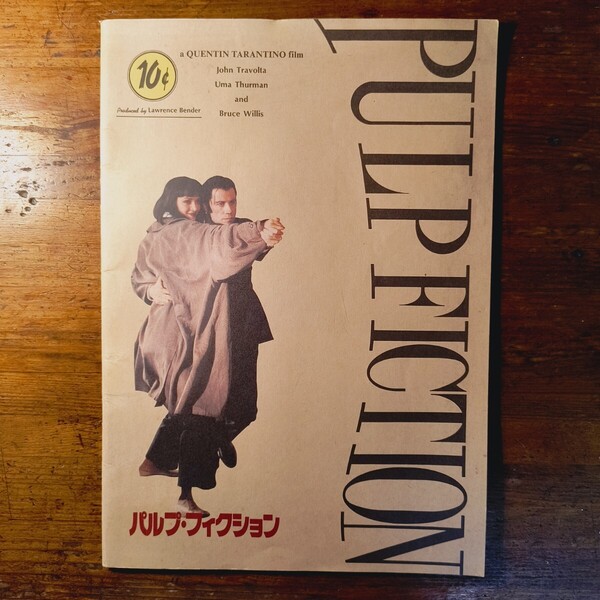 10¢
a QUENTIN TARANTINO film
John Travolta
Uma Thurman
and
Bruce Willis
Produced by Lawrence Bender
PULP FICTION
パルプ・フィクション